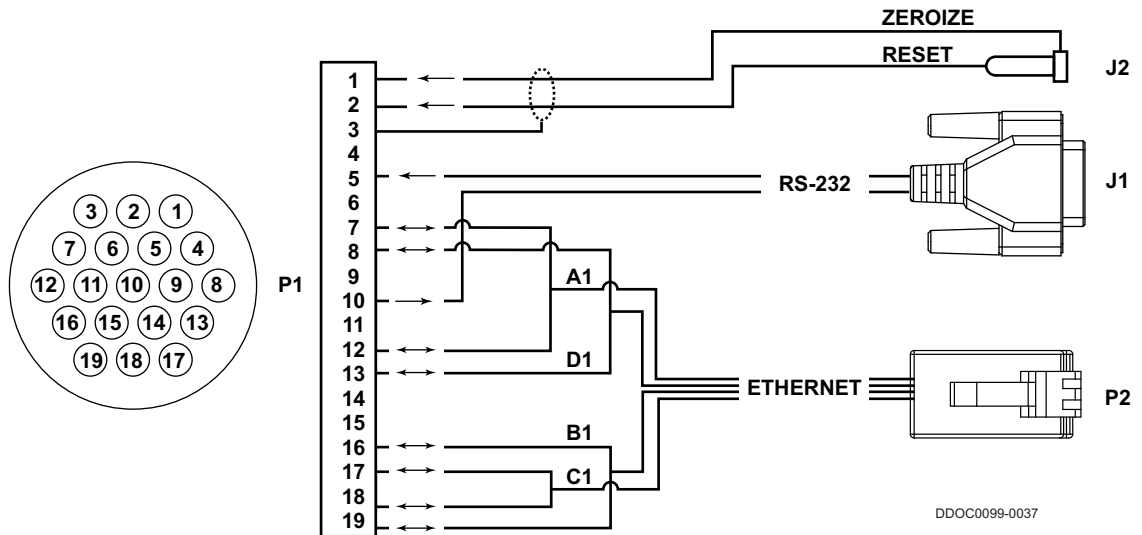 ZEROIZE
RESET
J2
1
2
3
4
5
6
7
8
9
10
11
12
13
14
15
16
17
18
19
RS-232
J1
3 2 1
7 6 5 4
12 11 10 9 8
16 15 14 13
19 18 17
P1
A1
D1
ETHERNET
P2
B1
C1
DDOC0099-0037